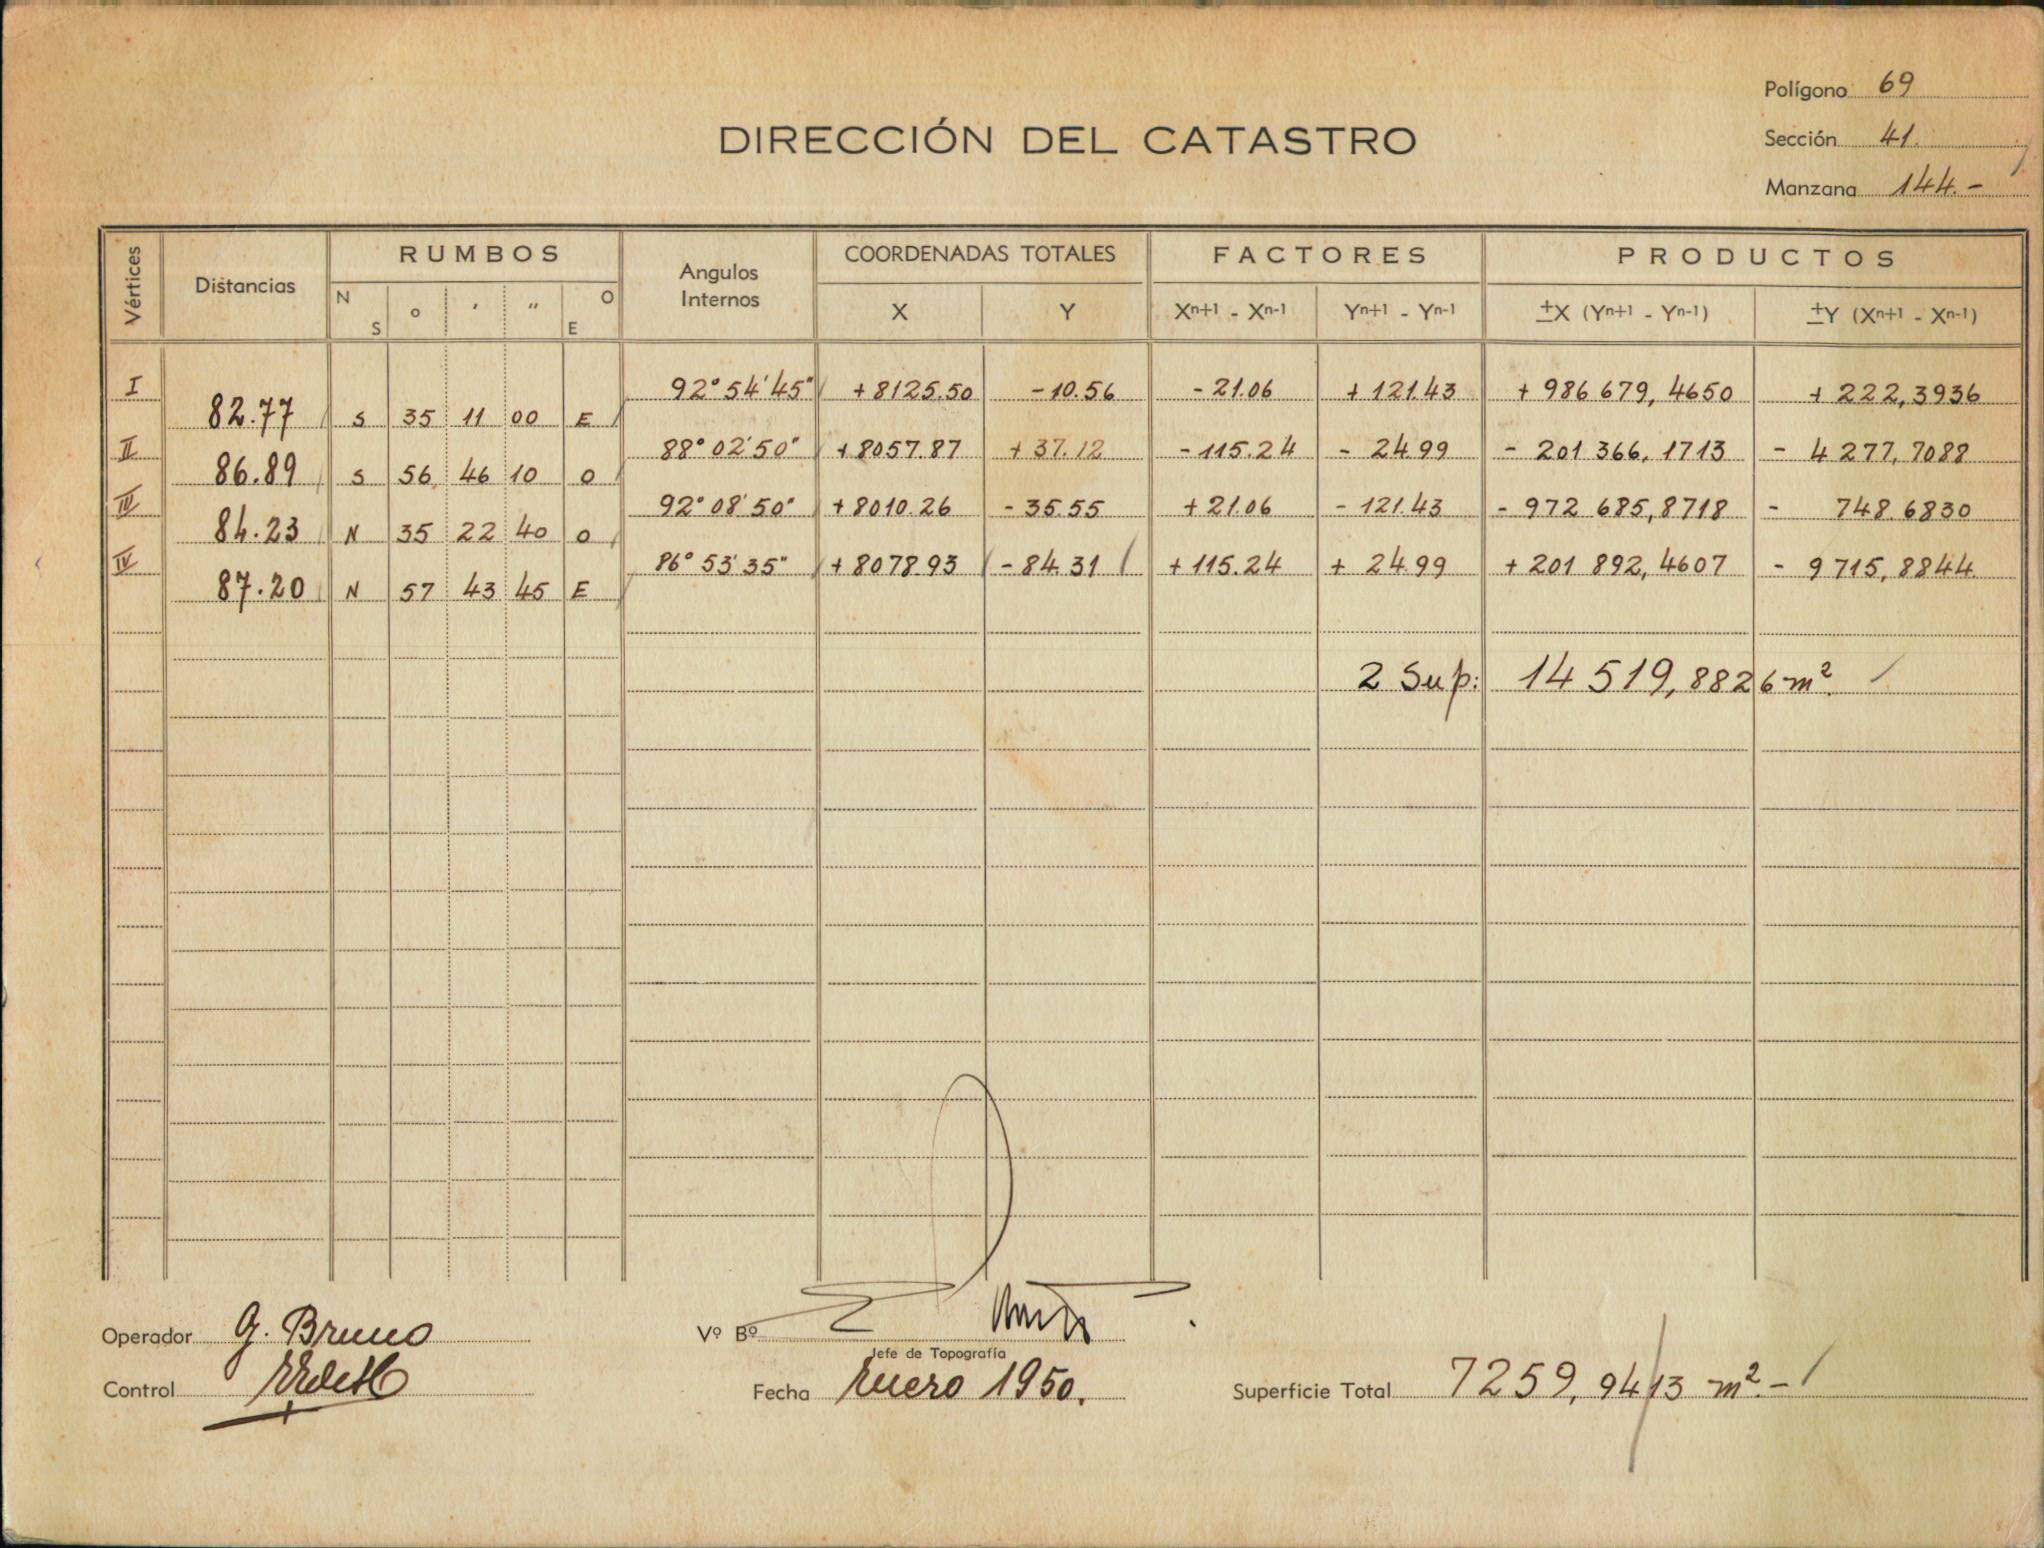 Polígono 69
DIRECCIÓN DEL CATASTRO
Sección 41.
Manzana 144.-
Vértices Distancias RUMBOS Angulos Internos COORDENADAS TOTALES FACTORES PRODUCTOS
N S ° ' " O E X Y Xn+1 - Xn-1 Yn+1 - Yn-1 ±X (Yn+1 - Yn-1) ±Y (Xn+1 - Xn-1)
I 92° 54' 45" +8125.50 -10.56 -21.06 +121.43 +986 679,4650 +222,3936
82.77 S 35 11 00 E
II 88° 02' 50" +8057.87 +37.12 -115.24 -24.99 -201 366,1713 -4 277,7088
86.89 S 56 46 10 O
IV 92° 08' 50" +8010.26 -35.55 +21.06 -121.43 -972 685,8718 -748.6830
84.23 N 35 22 40 O
IV 86° 53' 35" +8078.93 -84.31 +115.24 +24.99 +201 892,4607 -9 715,8844
87.20 N 57 43 45 E
2 Sup: 14 519,8826 m².
Operador G. Bruno
Vº Bº
Jefe de Topografía
Control
Fecha Enero 1950.
Superficie Total 7259,9413 m².-